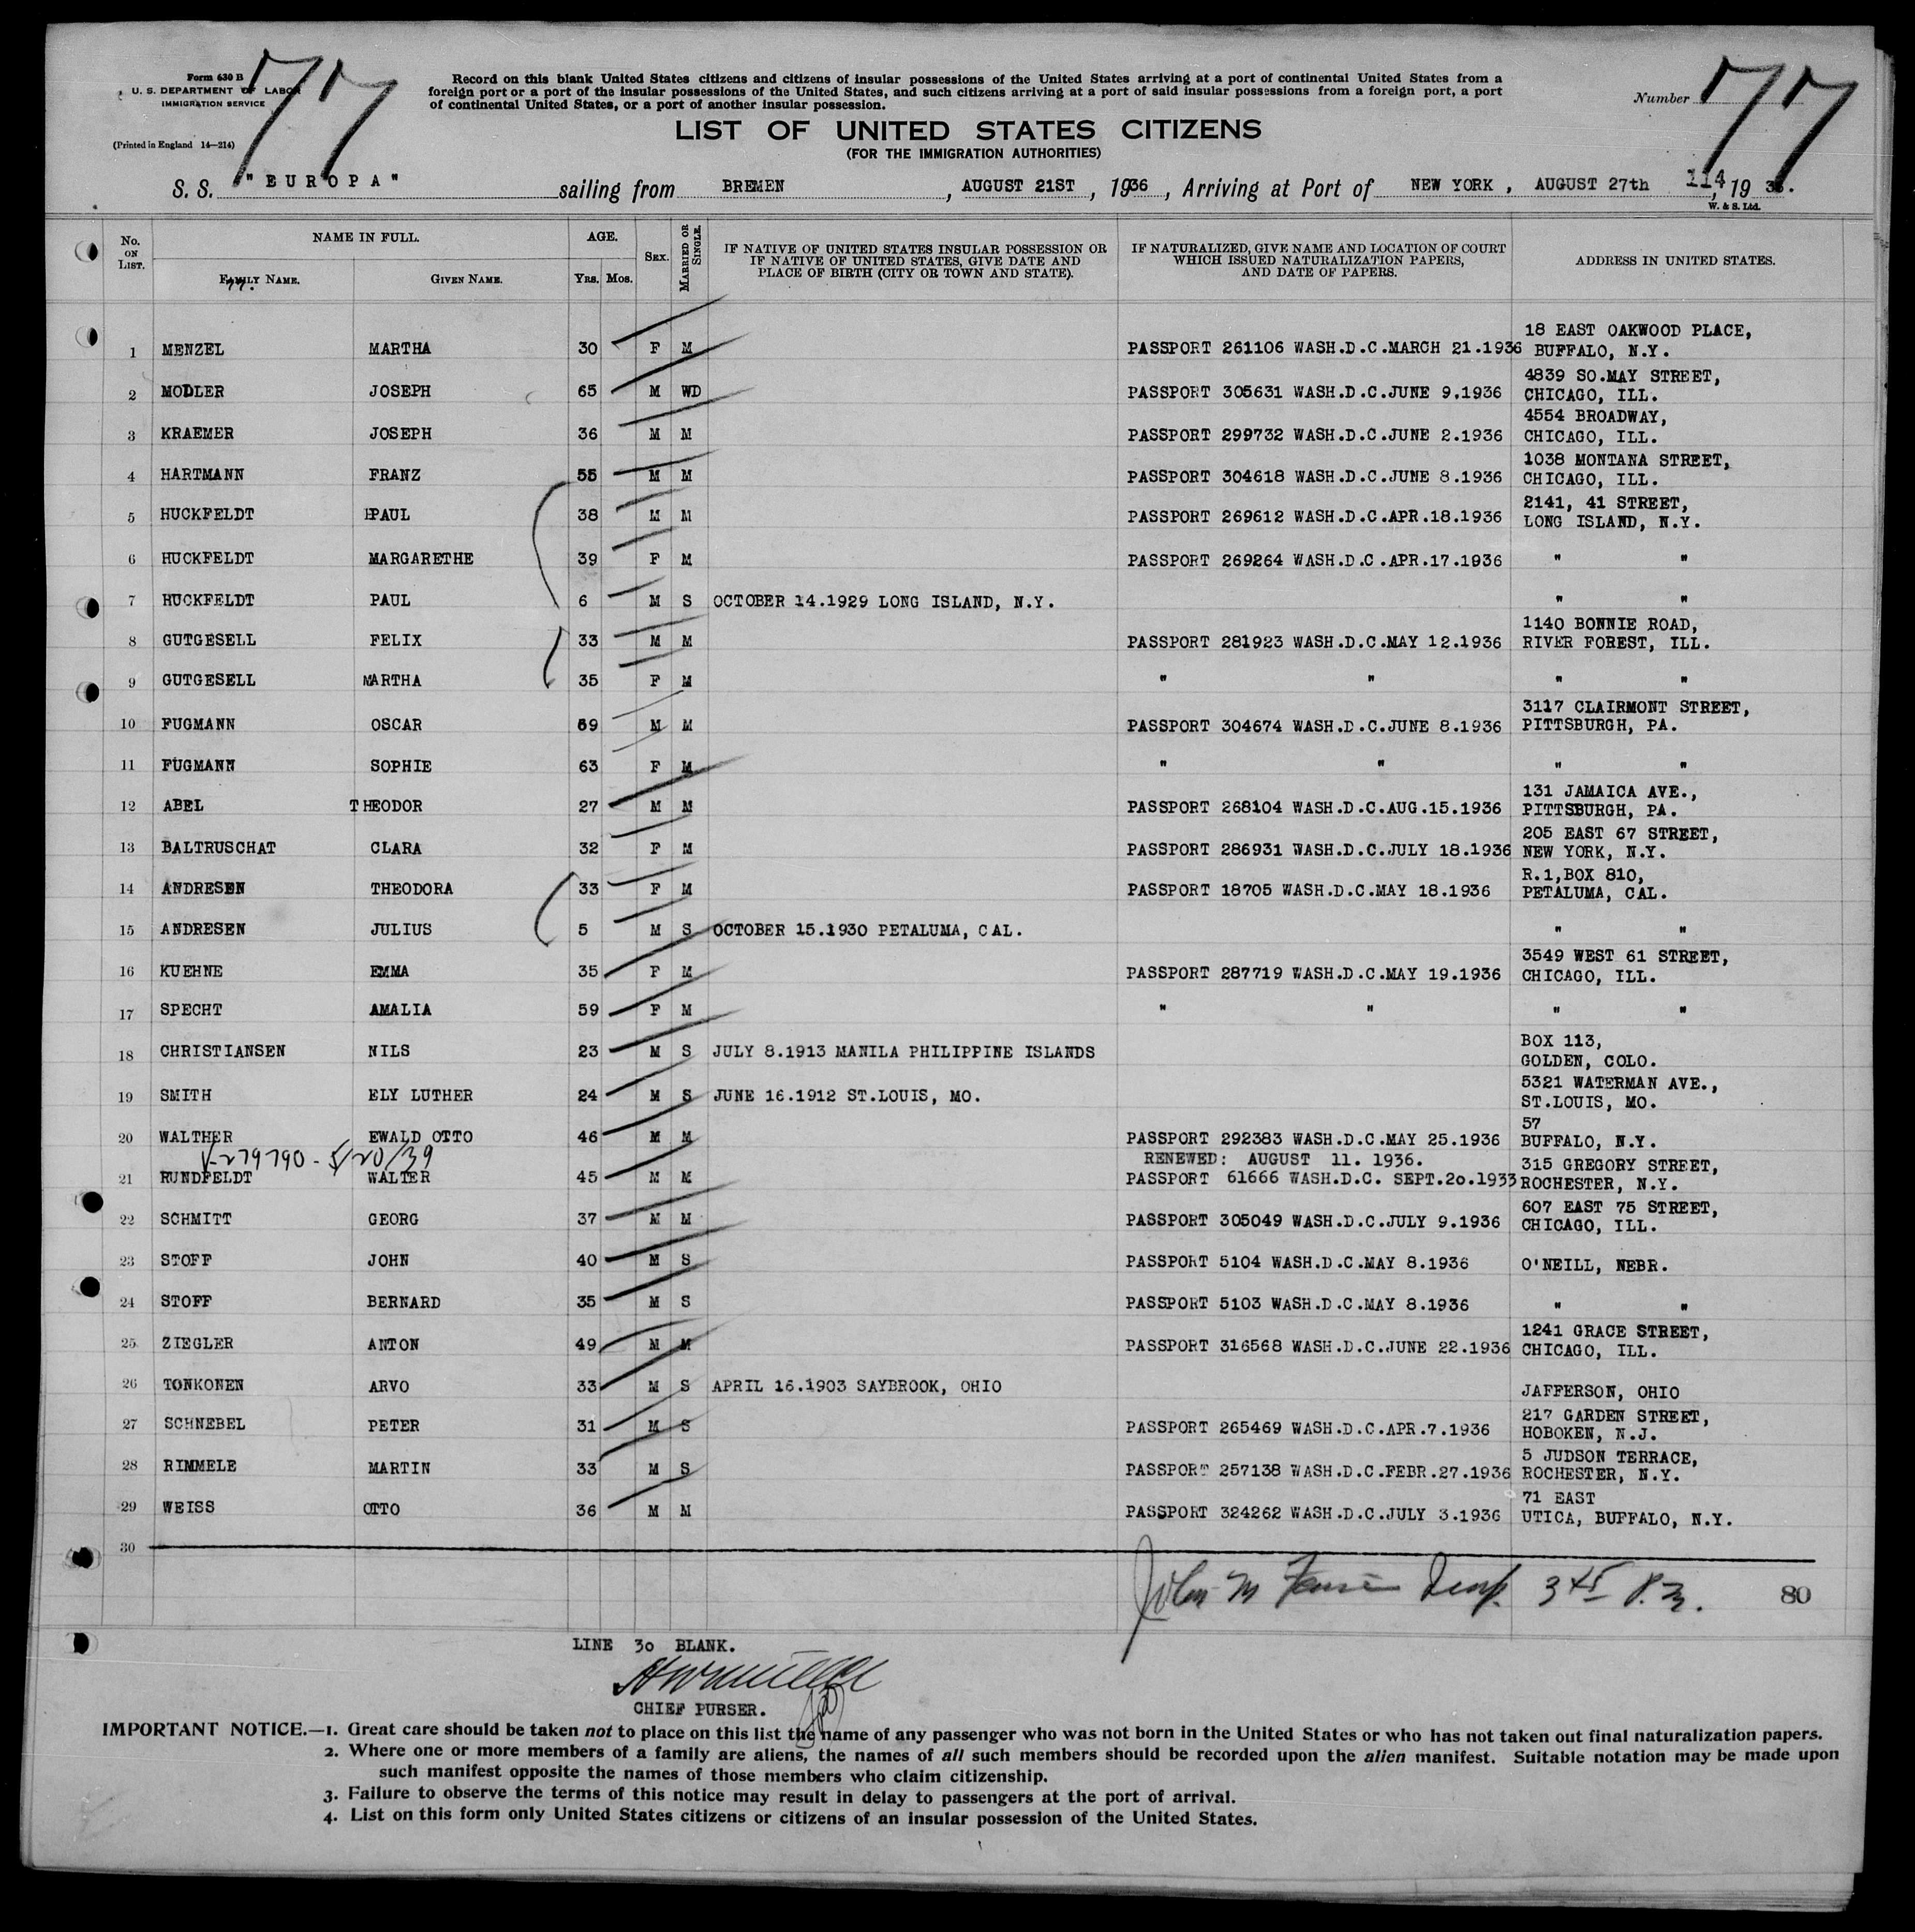 Form 630 B
U. S. DEPARTMENT OF LABOR
IMMIGRATION SERVICE
(Printed in England 14—214)
77
Record on this blank United States citizens and citizens of insular possessions of the United States arriving at a port of continental United States from a
foreign port or a port of the insular possessions of the United States, and such citizens arriving at a port of said insular possessions from a foreign port, a port
of continental United States, or a port of another insular possession.
Number 77
LIST OF UNITED STATES CITIZENS
(FOR THE IMMIGRATION AUTHORITIES)
S. S. "EUROPA" sailing from BREMEN, AUGUST 21ST, 1936, Arriving at Port of NEW YORK, AUGUST 27th 114, 1936.
W. & S. Ltd.
No. ON LIST. NAME IN FULL. FAMILY NAME. GIVEN NAME. AGE. YRS. MOS. SEX. MARRIED OR SINGLE. IF NATIVE OF UNITED STATES INSULAR POSSESSION OR IF NATIVE OF UNITED STATES, GIVE DATE AND PLACE OF BIRTH (CITY OR TOWN AND STATE). IF NATURALIZED, GIVE NAME AND LOCATION OF COURT WHICH ISSUED NATURALIZATION PAPERS, AND DATE OF PAPERS. ADDRESS IN UNITED STATES.
77.
18 EAST OAKWOOD PLACE,
1 MENZEL MARTHA 30 F M PASSPORT 261106 WASH.D.C.MARCH 21.1936 BUFFALO, N.Y.
4839 SO.MAY STREET,
2 MODLER JOSEPH 65 M WD PASSPORT 305631 WASH.D.C.JUNE 9.1936 CHICAGO, ILL.
4554 BROADWAY,
3 KRAEMER JOSEPH 36 M M PASSPORT 299732 WASH.D.C.JUNE 2.1936 CHICAGO, ILL.
1038 MONTANA STREET,
4 HARTMANN FRANZ 55 M M PASSPORT 304618 WASH.D.C.JUNE 8.1936 CHICAGO, ILL.
2141, 41 STREET,
5 HUCKFELDT PAUL 38 M M PASSPORT 269612 WASH.D.C.APR.18.1936 LONG ISLAND, N.Y.
6 HUCKFELDT MARGARETHE 39 F M PASSPORT 269264 WASH.D.C.APR.17.1936 " "
7 HUCKFELDT PAUL 6 M S OCTOBER 14.1929 LONG ISLAND, N.Y. " "
1140 BONNIE ROAD,
8 GUTGESELL FELIX 33 M M PASSPORT 281923 WASH.D.C.MAY 12.1936 RIVER FOREST, ILL.
9 GUTGESELL MARTHA 35 F M " " " "
3117 CLAIRMONT STREET,
10 FUGMANN OSCAR 69 M M PASSPORT 304674 WASH.D.C.JUNE 8.1936 PITTSBURGH, PA.
11 FUGMANN SOPHIE 63 F M " " " "
131 JAMAICA AVE.,
12 ABEL THEODOR 27 M M PASSPORT 268104 WASH.D.C.AUG.15.1936 PITTSBURGH, PA.
205 EAST 67 STREET,
13 BALTRUSCHAT CLARA 32 F M PASSPORT 286931 WASH.D.C.JULY 18.1936 NEW YORK, N.Y.
R.1,BOX 810,
14 ANDRESEN THEODORA 33 F M PASSPORT 18705 WASH.D.C.MAY 18.1936 PETALUMA, CAL.
15 ANDRESEN JULIUS 5 M S OCTOBER 15.1930 PETALUMA, CAL. " "
3549 WEST 61 STREET,
16 KUEHNE EMMA 35 F M PASSPORT 287719 WASH.D.C.MAY 19.1936 CHICAGO, ILL.
17 SPECHT AMALIA 59 F M " " " "
BOX 113,
18 CHRISTIANSEN NILS 23 M S JULY 8.1913 MANILA PHILIPPINE ISLANDS GOLDEN, COLO.
5321 WATERMAN AVE.,
19 SMITH ELY LUTHER 24 M S JUNE 16.1912 ST.LOUIS, MO. ST.LOUIS, MO.
57
20 WALTHER EWALD OTTO 46 M M PASSPORT 292383 WASH.D.C.MAY 25.1936 BUFFALO, N.Y.
V-279790 - 5/20/39 RENEWED: AUGUST 11. 1936. 315 GREGORY STREET,
21 RUNDFELDT WALTER 45 M M PASSPORT 61666 WASH.D.C. SEPT.20.1933 ROCHESTER, N.Y.
607 EAST 75 STREET,
22 SCHMITT GEORG 37 M M PASSPORT 305049 WASH.D.C.JULY 9.1936 CHICAGO, ILL.
23 STOFF JOHN 40 M S PASSPORT 5104 WASH.D.C.MAY 8.1936 O'NEILL, NEBR.
24 STOFF BERNARD 35 M S PASSPORT 5103 WASH.D.C.MAY 8.1936 " "
1241 GRACE STREET,
25 ZIEGLER ANTON 49 M M PASSPORT 316568 WASH.D.C.JUNE 22.1936 CHICAGO, ILL.
26 TONKONEN ARVO 33 M S APRIL 16.1903 SAYBROOK, OHIO JAFFERSON, OHIO
217 GARDEN STREET,
27 SCHNEBEL PETER 31 M S PASSPORT 265469 WASH.D.C.APR.7.1936 HOBOKEN, N.J.
5 JUDSON TERRACE,
28 RIMMELE MARTIN 33 M S PASSPORT 257138 WASH.D.C.FEBR.27.1936 ROCHESTER, N.Y.
71 EAST
29 WEISS OTTO 36 M M PASSPORT 324262 WASH.D.C.JULY 3.1936 UTICA, BUFFALO, N.Y.
30
John M Insp. P.M. 80
LINE 30 BLANK.
CHIEF PURSER.
IMPORTANT NOTICE.—1. Great care should be taken not to place on this list the name of any passenger who was not born in the United States or who has not taken out final naturalization papers.
2. Where one or more members of a family are aliens, the names of all such members should be recorded upon the alien manifest. Suitable notation may be made upon
such manifest opposite the names of those members who claim citizenship.
3. Failure to observe the terms of this notice may result in delay to passengers at the port of arrival.
4. List on this form only United States citizens or citizens of an insular possession of the United States.